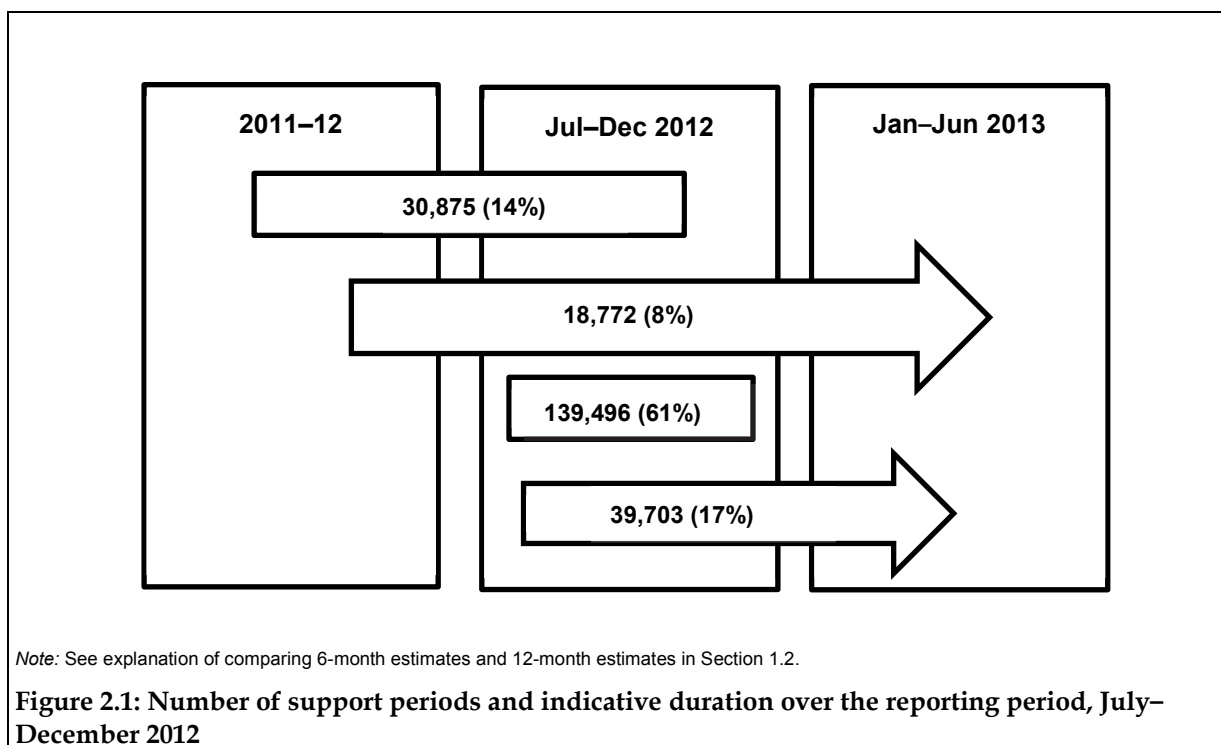 2011–12
Jul–Dec 2012
Jan–Jun 2013
30,875 (14%)
18,772 (8%)
139,496 (61%)
39,703 (17%)
Note: See explanation of comparing 6-month estimates and 12-month estimates in Section 1.2.
Figure 2.1: Number of support periods and indicative duration over the reporting period, July–
December 2012